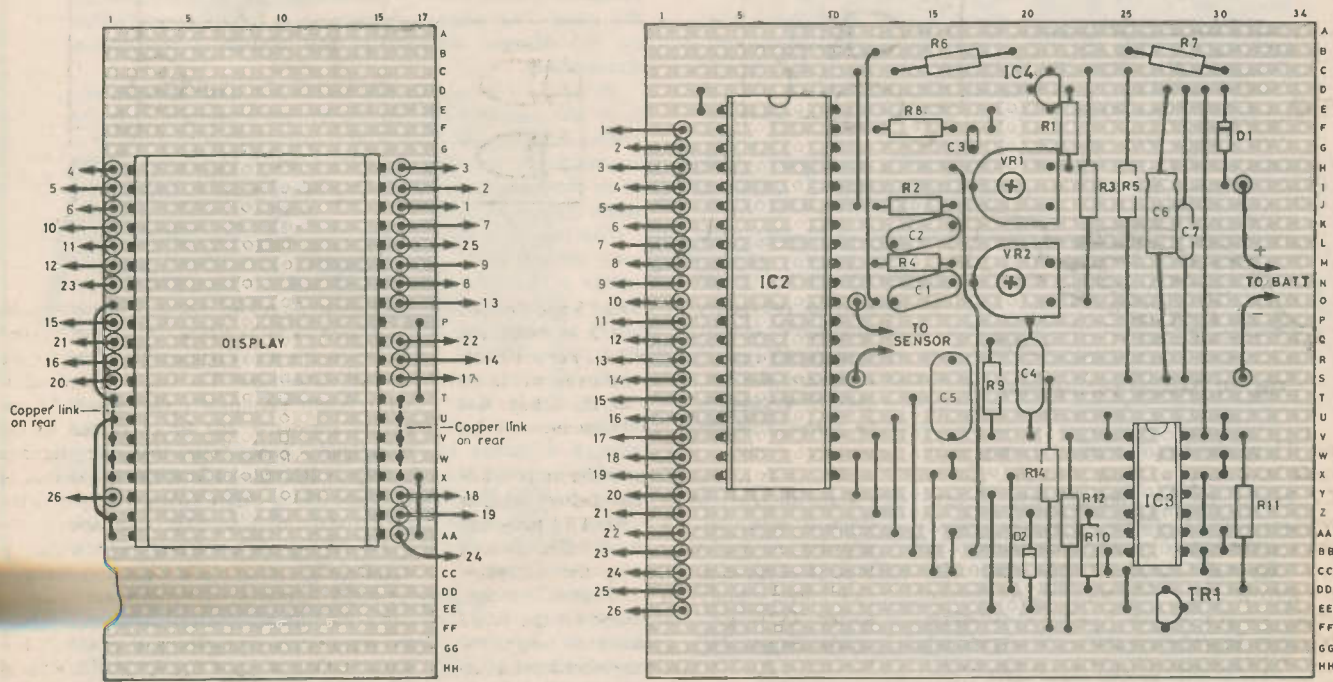 1 5 10 15 17
A
B
C
D
E
F
G
4
5
6
10
11
12
23
15
21
16
20
Copper link
on rear
26
DISPLAY
3
2
1
7
25
9
8
13
P
22
14
17
T
U
Copper link
V
on rear
W
X
18
19
AA
24
CC
DD
EE
FF
GG
HH
1 5 10 15 20 25 30 34
1
2
3
4
5
6
7
8
9
10
11
12
13
14
15
16
17
18
19
20
21
22
23
24
25
26
IC2
R6
IC4
R7
R8
C3
R1
D1
VR1
R2
R3
R5
C6
C7
C2
R4
VR2
C1
+
TO BATT
−
TO
SENSOR
R9
C4
C5
R14
R12
IC3
R11
D2
R10
TR1
A
B
C
D
E
F
G
H
I
J
K
L
M
N
O
P
Q
R
S
T
U
V
W
X
Y
Z
AA
BB
CC
DD
EE
FF
GG
HH